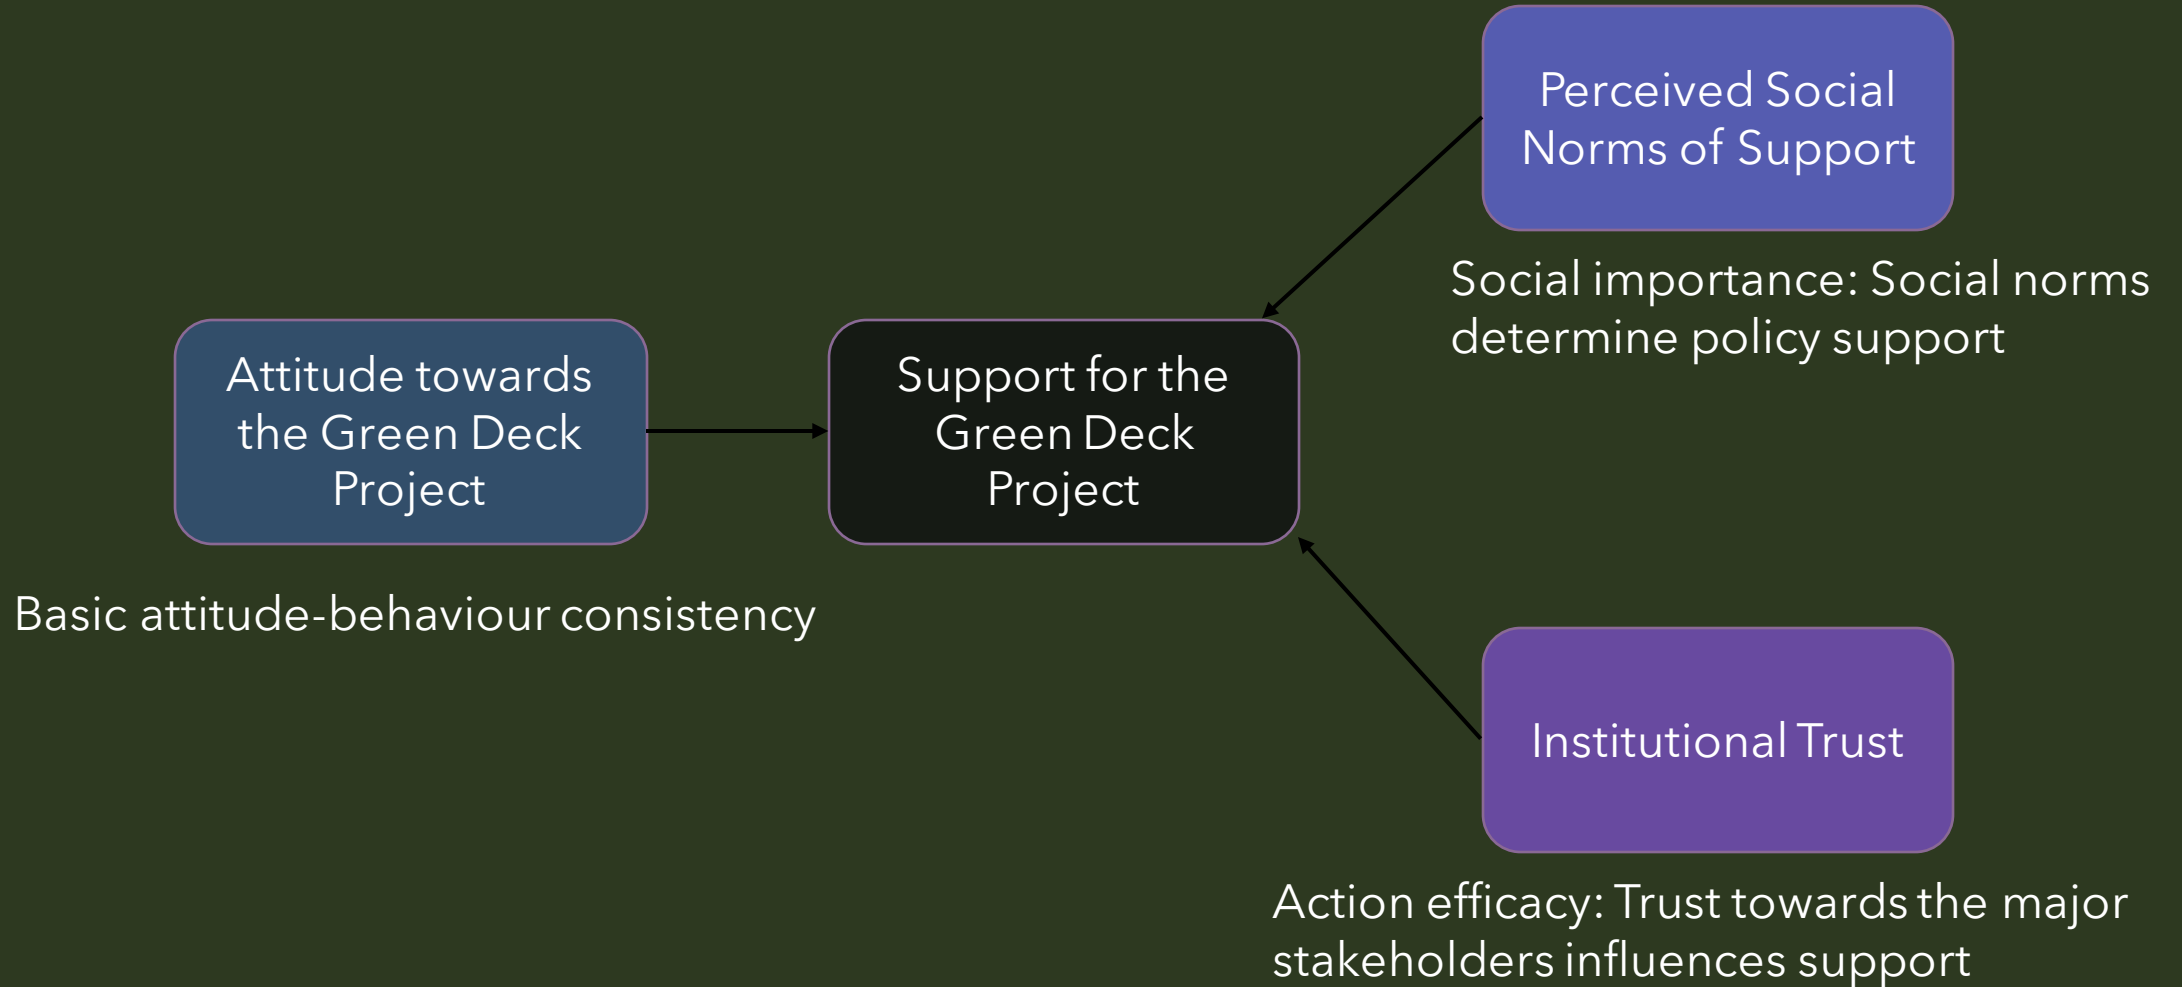 Perceived Social
Norms of Support
Social importance: Social norms
determine policy support
Attitude towards
the Green Deck
Project
Support for the
Green Deck
Project
Basic attitude-behaviour consistency
Institutional Trust
Action efficacy: Trust towards the major
stakeholders influences support